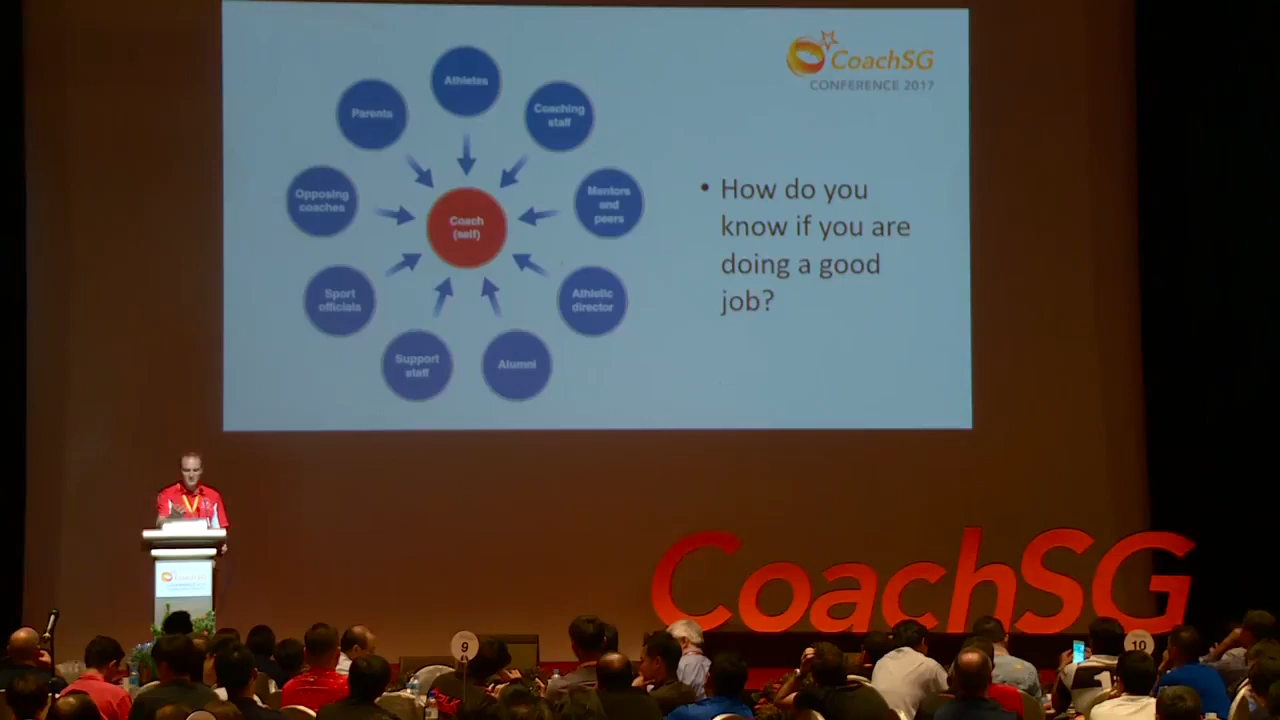 CoachSG
CONFERENCE 2017
Athletes
Parents
Coaching
staff
Opposing
coaches
Mentors
and
peers
Coach
(self)
Sport
officials
Athletic
director
Support
staff
Alumni
• How do you
know if you are
doing a good
job?
CoachSG
9
10